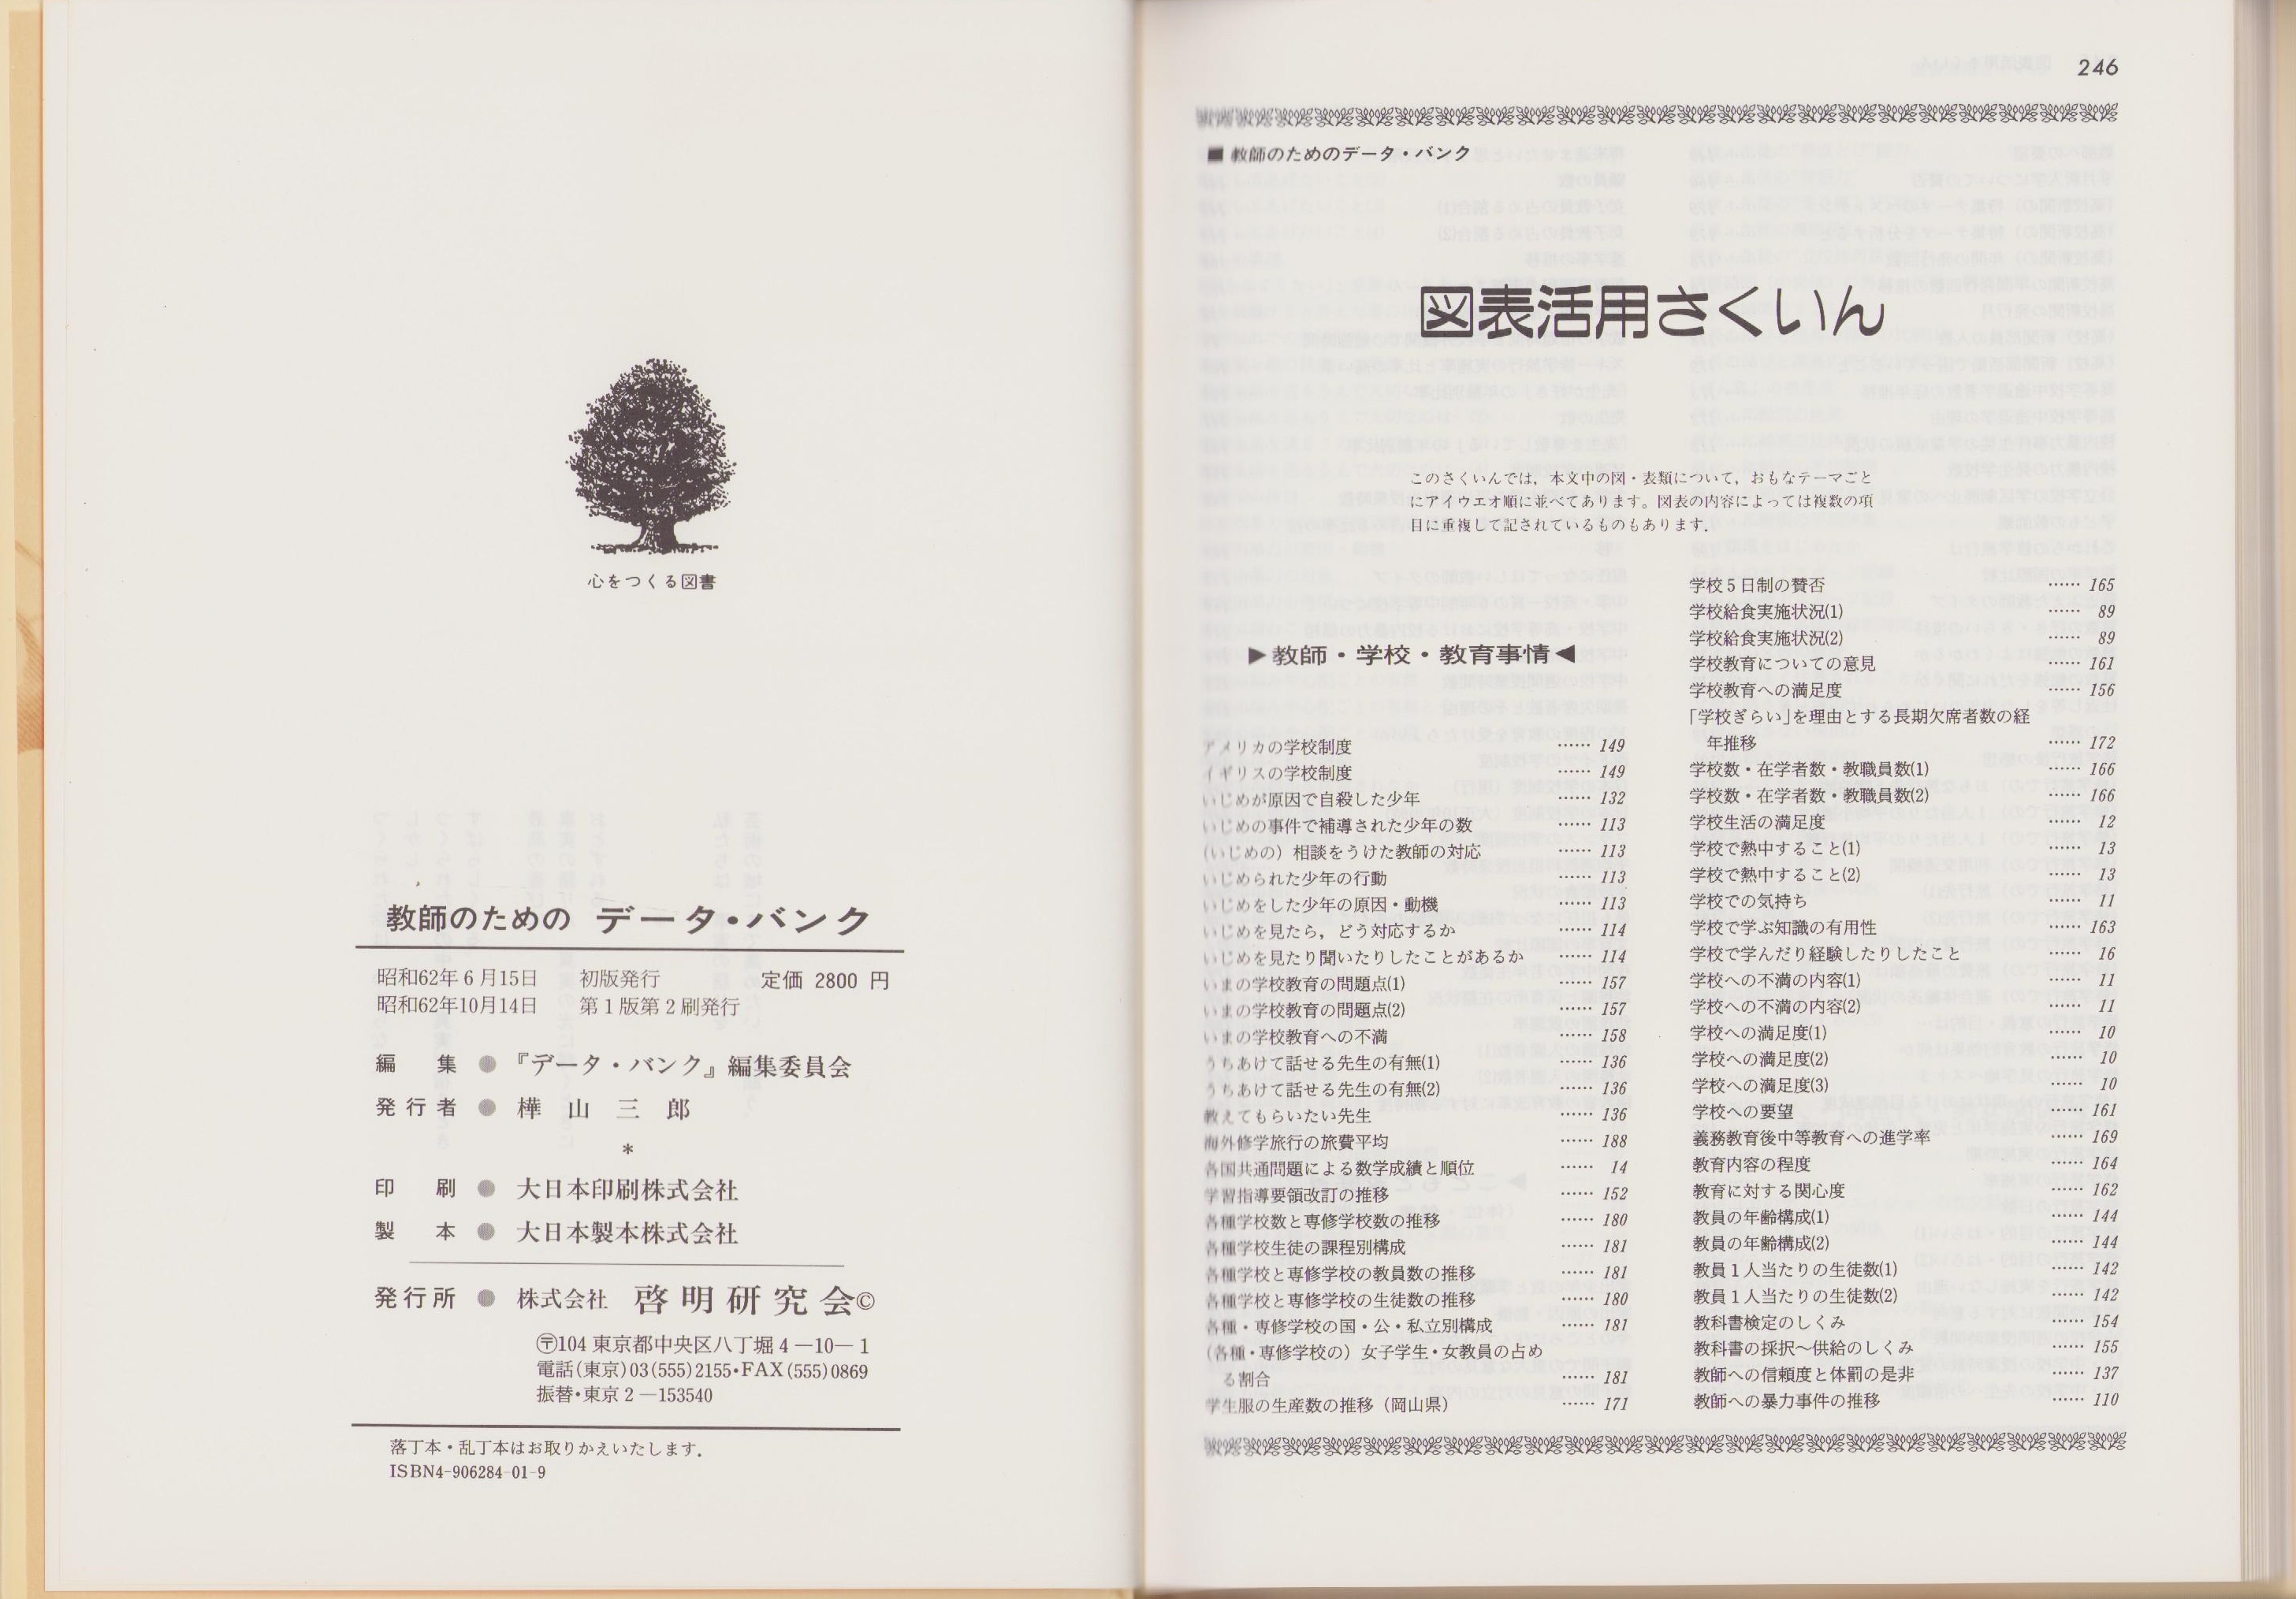 心をつくる図書
教師のための データ・バンク
昭和62年6月15日 初版発行 定価 2800 円
昭和62年10月14日 第1版第2刷発行
編 集 ● 『データ・バンク』編集委員会
発行者 ● 樺 山 三 郎
*
印 刷 ● 大日本印刷株式会社
製 本 ● 大日本製本株式会社
発行所 ● 株式会社 啓明研究会©
〒104 東京都中央区八丁堀4―10―1
電話(東京)03(555)2155・FAX(555)0869
振替・東京2―153540
落丁本・乱丁本はお取りかえいたします.
ISBN4-906284-01-9
246
■ 教師のためのデータ・バンク
図表活用さくいん
このさくいんでは,本文中の図・表類について,おもなテーマごと
にアイウエオ順に並べてあります。図表の内容によっては複数の項
目に重複して記されているものもあります.
▶教師・学校・教育事情◀
アメリカの学校制度 …… 149
イギリスの学校制度 …… 149
いじめが原因で自殺した少年 …… 132
いじめの事件で補導された少年の数 …… 113
(いじめの)相談をうけた教師の対応 …… 113
いじめられた少年の行動 …… 113
いじめをした少年の原因・動機 …… 113
いじめを見たら,どう対応するか …… 114
いじめを見たり聞いたりしたことがあるか …… 114
いまの学校教育の問題点(1) …… 157
いまの学校教育の問題点(2) …… 157
いまの学校教育への不満 …… 158
うちあけて話せる先生の有無(1) …… 136
うちあけて話せる先生の有無(2) …… 136
教えてもらいたい先生 …… 136
海外修学旅行の旅費平均 …… 188
各国共通問題による数学成績と順位 …… 14
学習指導要領改訂の推移 …… 152
各種学校数と専修学校数の推移 …… 180
各種学校生徒の課程別構成 …… 181
各種学校と専修学校の教員数の推移 …… 181
各種学校と専修学校の生徒数の推移 …… 180
各種・専修学校の国・公・私立別構成 …… 181
(各種・専修学校の)女子学生・女教員の占め
る割合 …… 181
学生服の生産数の推移(岡山県) …… 171
学校5日制の賛否 …… 165
学校給食実施状況(1) …… 89
学校給食実施状況(2) …… 89
学校教育についての意見 …… 161
学校教育への満足度 …… 156
「学校ぎらい」を理由とする長期欠席者数の経
年推移 …… 172
学校数・在学者数・教職員数(1) …… 166
学校数・在学者数・教職員数(2) …… 166
学校生活の満足度 …… 12
学校で熱中すること(1) …… 13
学校で熱中すること(2) …… 13
学校での気持ち …… 11
学校で学ぶ知識の有用性 …… 163
学校で学んだり経験したりしたこと …… 16
学校への不満の内容(1) …… 11
学校への不満の内容(2) …… 11
学校への満足度(1) …… 10
学校への満足度(2) …… 10
学校への満足度(3) …… 10
学校への要望 …… 161
義務教育後中等教育への進学率 …… 169
教育内容の程度 …… 164
教育に対する関心度 …… 162
教員の年齢構成(1) …… 144
教員の年齢構成(2) …… 144
教員1人当たりの生徒数(1) …… 142
教員1人当たりの生徒数(2) …… 142
教科書検定のしくみ …… 154
教科書の採択〜供給のしくみ …… 155
教師への信頼度と体罰の是非 …… 137
教師への暴力事件の推移 …… 110